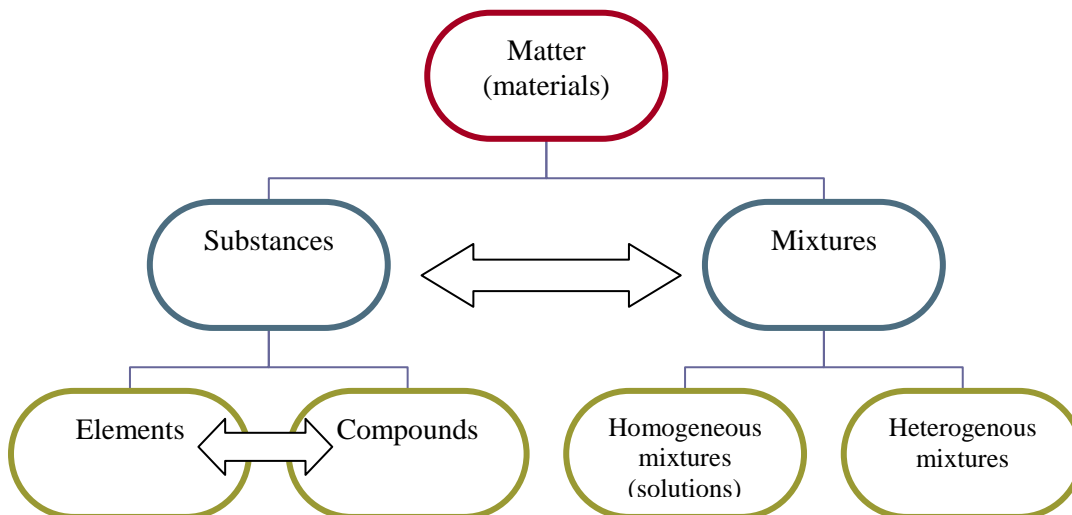 Matter
(materials)
Substances
Mixtures
Elements
Compounds
Homogeneous
mixtures
(solutions)
Heterogenous
mixtures